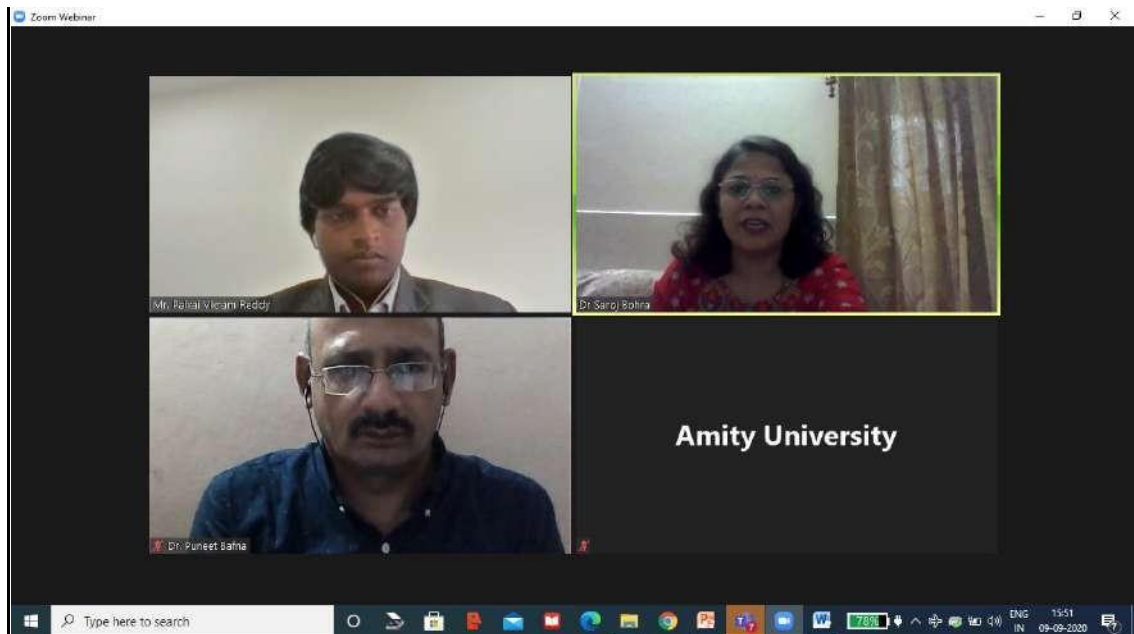 Zoom Webinar
Mr. Palvai Vikram Reddy
Dr Saroj Bohra
Dr. Puneet Bafna
Amity University
Type here to search
78%
ENG
15:51
IN
09-09-2020